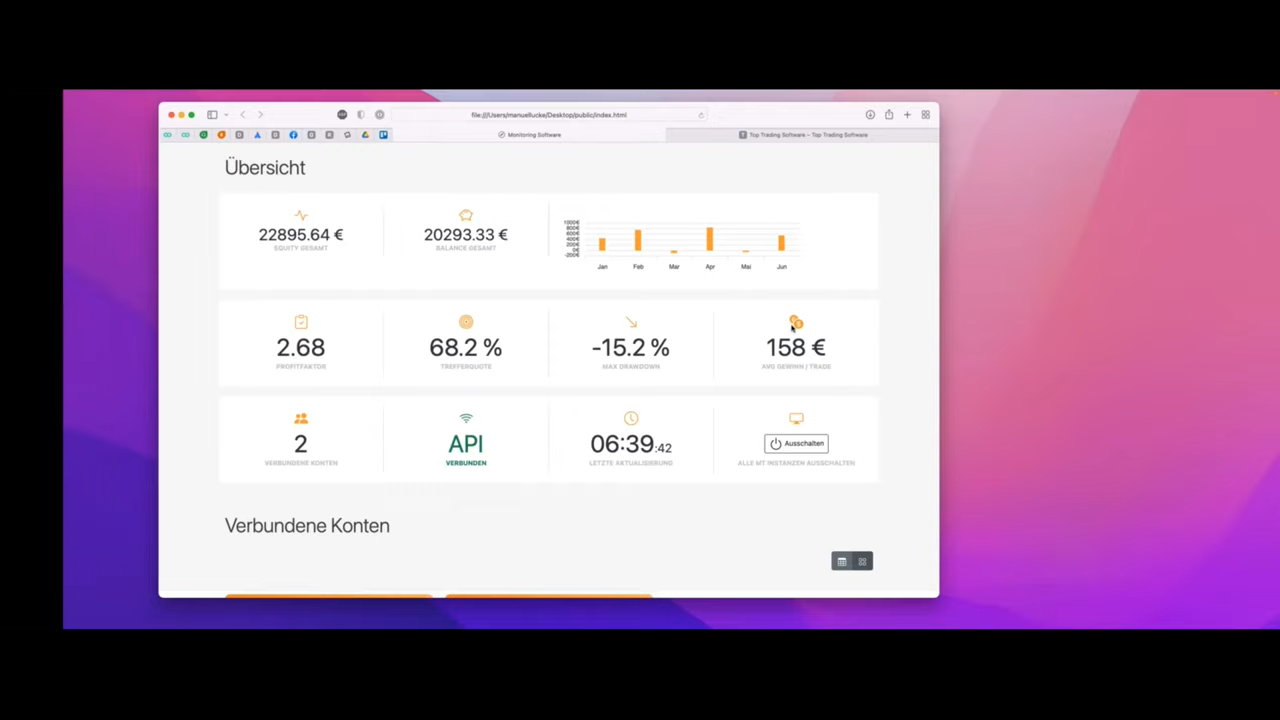 file:///Users/manuellucke/Desktop/public/index.html
Monitoring Software
Top Trading Software – Top Trading Software
Übersicht
22895.64 €
EQUITY GESAMT
20293.33 €
BALANCE GESAMT
1000€
800€
600€
400€
200€
0€
-200€
Jan Feb Mar Apr Mai Jun
2.68
PROFITFAKTOR
68.2 %
TREFFERQUOTE
-15.2 %
MAX DRAWDOWN
158 €
AVG GEWINN / TRADE
2
VERBUNDENE KONTEN
API
VERBUNDEN
06:39:42
LETZTE AKTUALISIERUNG
Ausschalten
ALLE MT INSTANZEN AUSSCHALTEN
Verbundene Konten